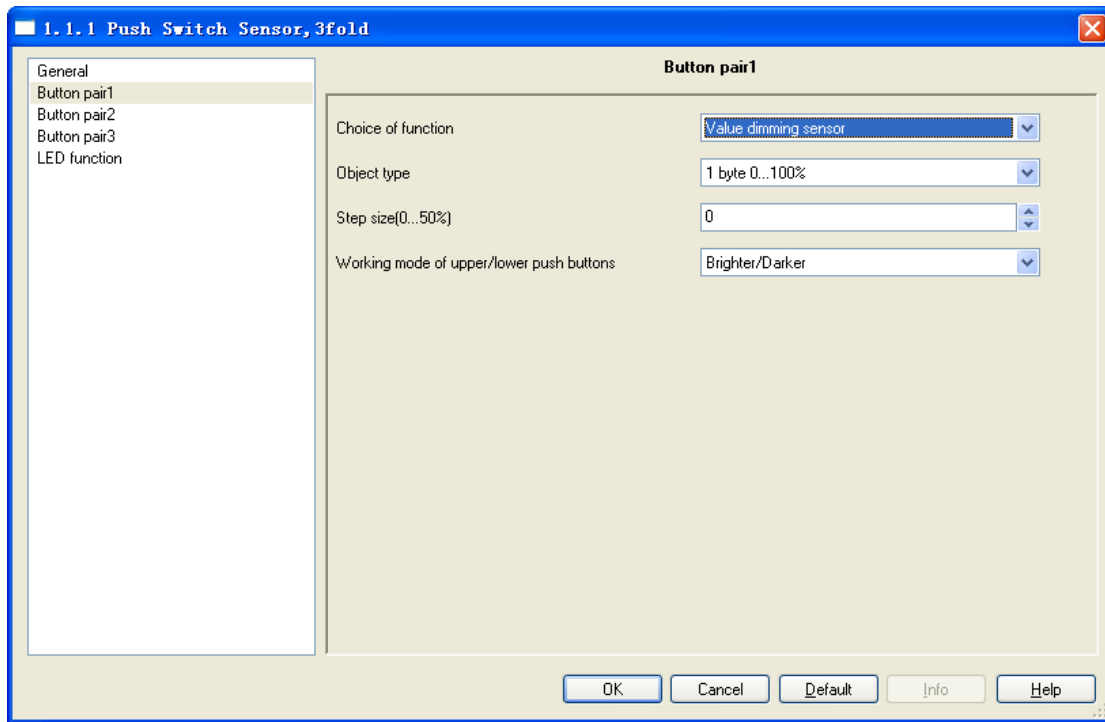 1.1.1 Push Switch Sensor,3fold
General
Button pair1
Button pair2
Button pair3
LED function
Button pair1
Choice of function Value dimming sensor
Object type 1 byte 0...100%
Step size(0...50%) 0
Working mode of upper/lower push buttons Brighter/Darker
OK Cancel Default Info Help